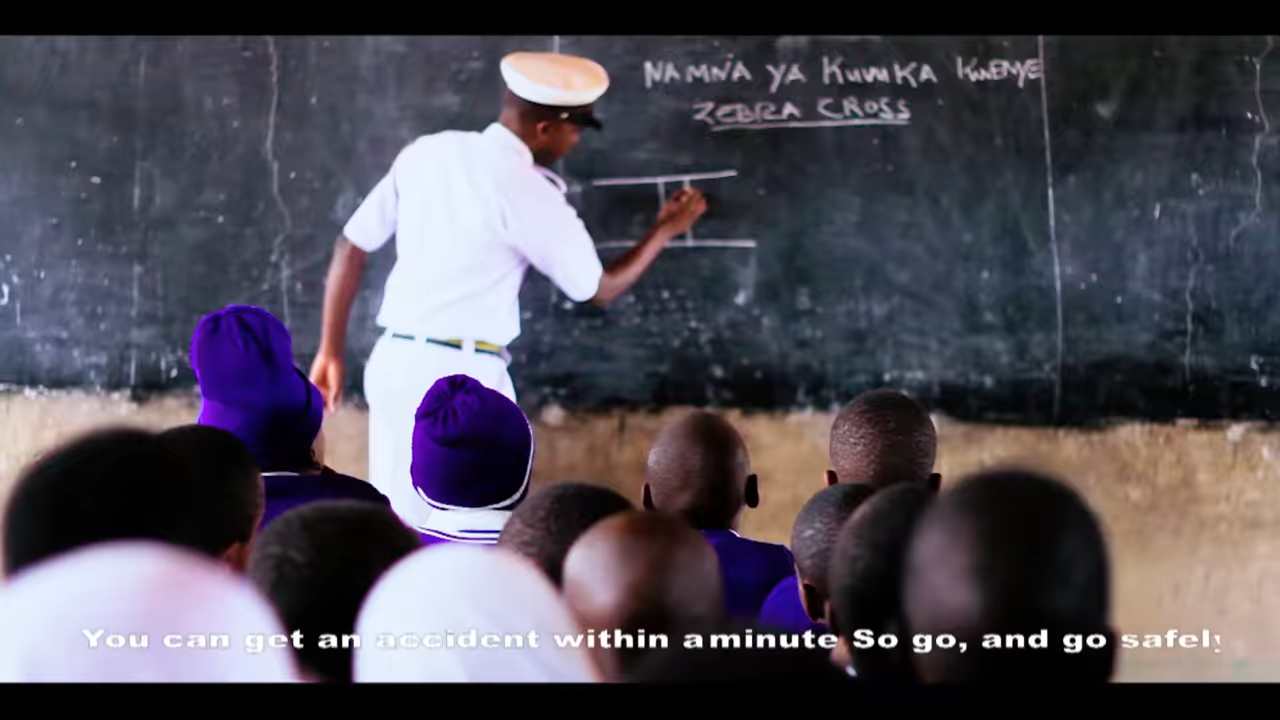 NAMNA YA KUVUKA KWENYE
ZEBRA CROSS
You can get an accident within aminute So go, and go safely